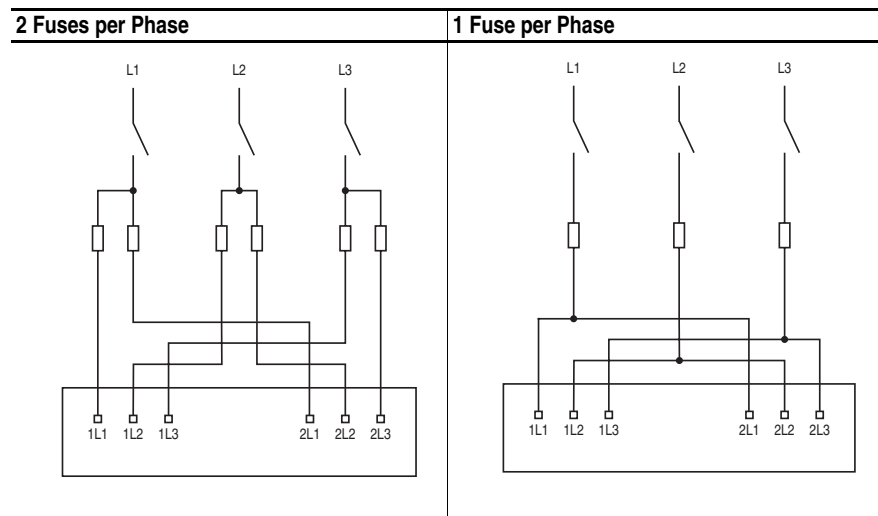 2 Fuses per Phase
1 Fuse per Phase
L1 L2 L3
1L1 1L2 1L3 2L1 2L2 2L3
L1 L2 L3
1L1 1L2 1L3 2L1 2L2 2L3